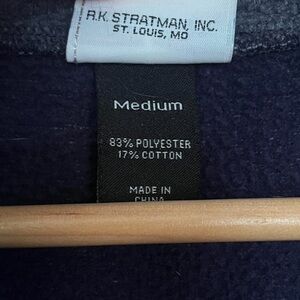 R.K. STRATMAN, INC.
ST. LOUIS, MO
Medium
83% POLYESTER
17% COTTON
MADE IN
CHINA